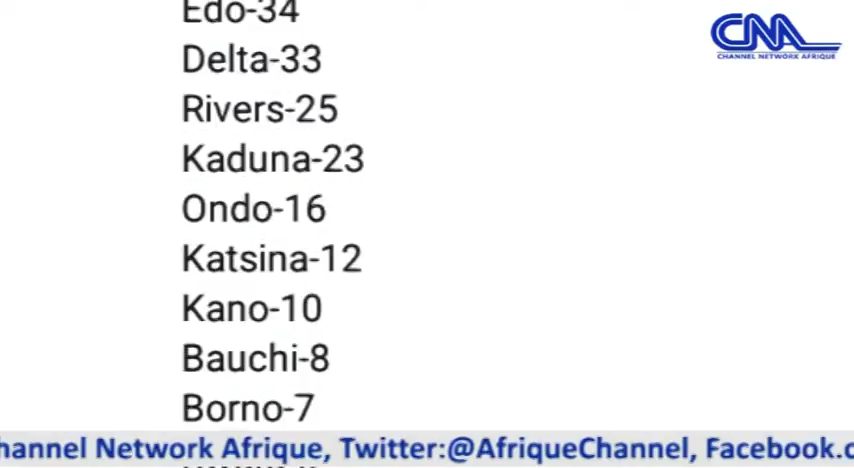 Edo-34
CNA
CHANNEL NETWORK AFRIQUE
Delta-33
Rivers-25
Kaduna-23
Ondo-16
Katsina-12
Kano-10
Bauchi-8
Borno-7
hannel Network Afrique, Twitter:@AfriqueChannel, Facebook.c